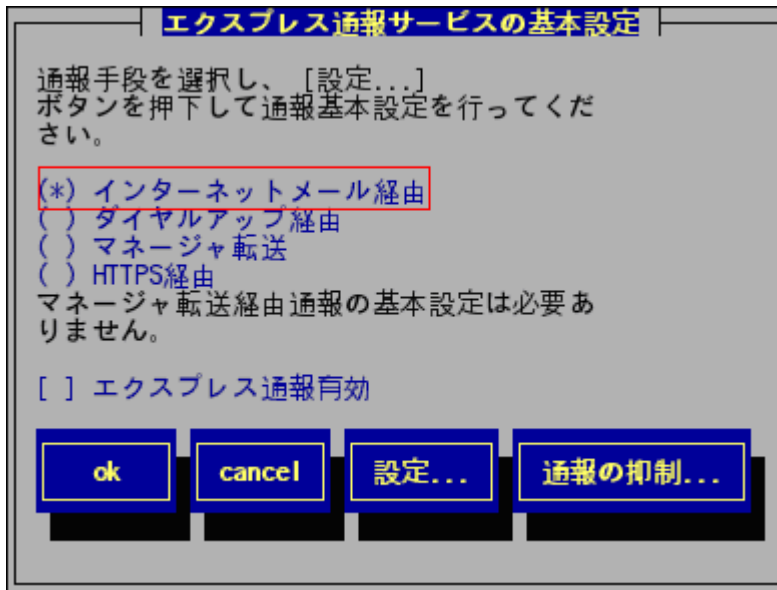 エクスプレス通報サービスの基本設定
通報手段を選択し、 [設定...]
ボタンを押下して通報基本設定を行ってくだ
さい。
(*) インターネットメール経由
( ) ダイヤルアップ経由
( ) マネージャ転送
( ) HTTPS経由
マネージャ転送経由通報の基本設定は必要あ
りません。
[ ] エクスプレス通報有効
ok cancel 設定... 通報の抑制...